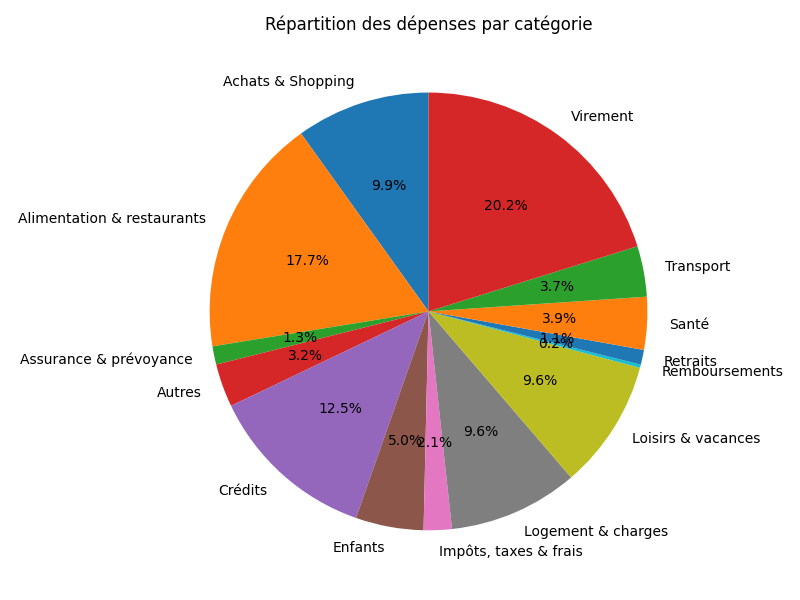 Répartition des dépenses par catégorie
Achats & Shopping
9.9%
Alimentation & restaurants
17.7%
Assurance & prévoyance
1.3%
Autres
3.2%
Crédits
12.5%
Enfants
5.0%
Impôts, taxes & frais
2.1%
Logement & charges
9.6%
Loisirs & vacances
9.6%
Remboursements
0.2%
Retraits
1.1%
Santé
3.9%
Transport
3.7%
Virement
20.2%